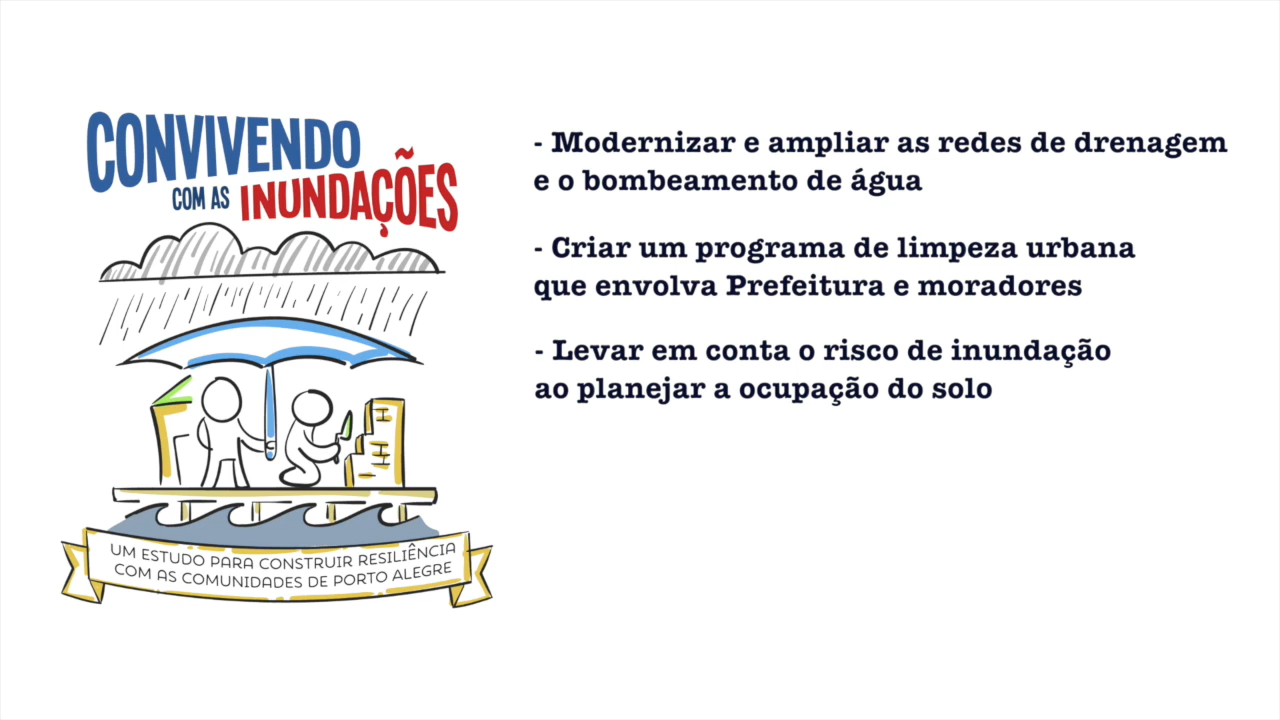 CONVIVENDO
COM AS INUNDAÇÕES
UM ESTUDO PARA CONSTRUIR RESILIÊNCIA
COM AS COMUNIDADES DE PORTO ALEGRE
- Modernizar e ampliar as redes de drenagem
e o bombeamento de água
- Criar um programa de limpeza urbana
que envolva Prefeitura e moradores
- Levar em conta o risco de inundação
ao planejar a ocupação do solo